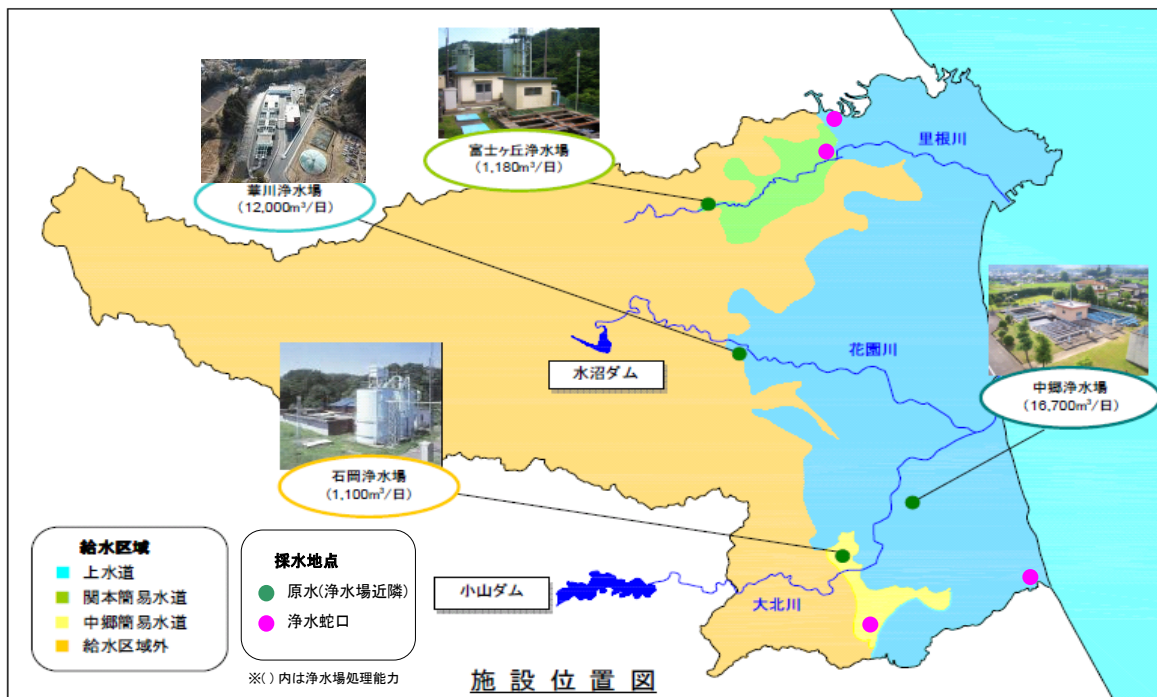 富士ヶ丘浄水場
（1,180m³/日）
里根川
華川浄水場
（12,000m³/日）
花園川
水沼ダム
中郷浄水場
（16,700m³/日）
石岡浄水場
（1,100m³/日）
給水区域
上水道
関本簡易水道
中郷簡易水道
給水区域外
採水地点
原水(浄水場近隣)
浄水蛇口
※( ) 内は浄水場処理能力
小山ダム
大北川
施設位置図